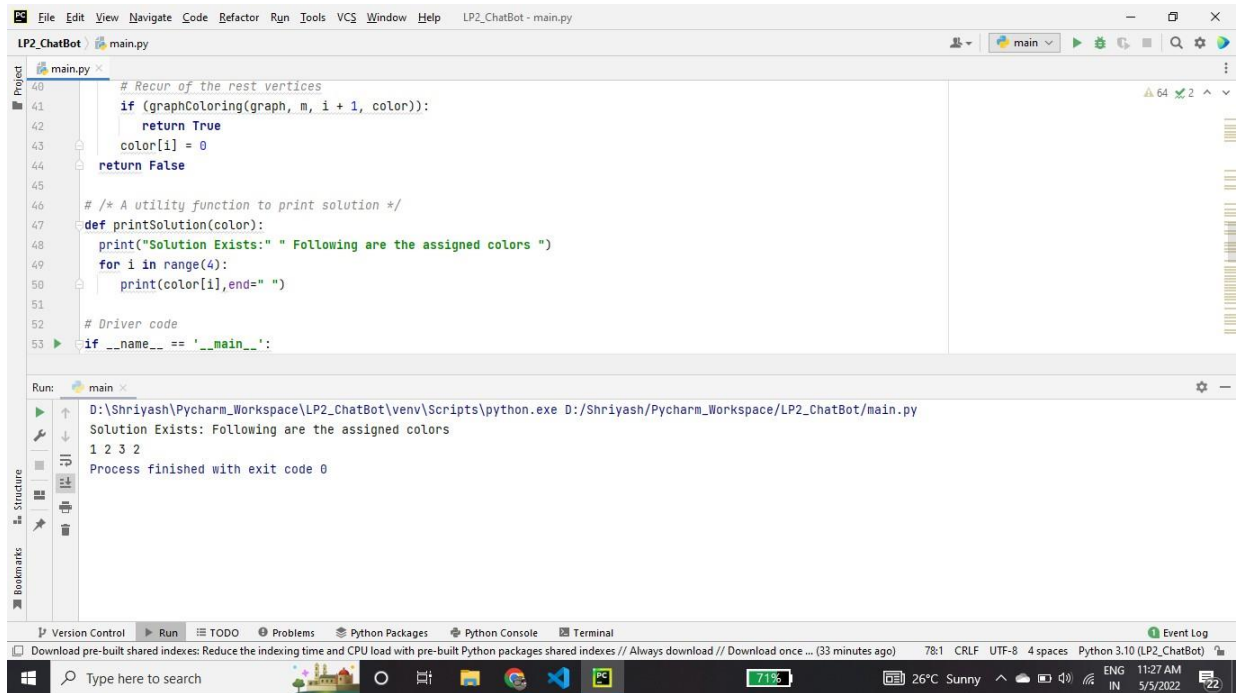 PC File Edit View Navigate Code Refactor Run Tools VCS Window Help LP2_ChatBot - main.py
LP2_ChatBot main.py main
Project
main.py
40 # Recur of the rest vertices
64 2
41 if (graphColoring(graph, m, i + 1, color)):
42 return True
43 color[i] = 0
44 return False
45
46 # /* A utility function to print solution */
47 def printSolution(color):
48 print("Solution Exists:" " Following are the assigned colors ")
49 for i in range(4):
50 print(color[i],end=" ")
51
52 # Driver code
53 if __name__ == '__main__':
Run: main
D:\Shriyash\Pycharm_Workspace\LP2_ChatBot\venv\Scripts\python.exe D:/Shriyash/Pycharm_Workspace/LP2_ChatBot/main.py
Solution Exists: Following are the assigned colors
1 2 3 2
Process finished with exit code 0
Structure
Bookmarks
Version Control Run TODO Problems Python Packages Python Console Terminal 1 Event Log
Download pre-built shared indexes: Reduce the indexing time and CPU load with pre-built Python packages shared indexes // Always download // Download once ... (33 minutes ago) 78:1 CRLF UTF-8 4 spaces Python 3.10 (LP2_ChatBot)
Type here to search PC 71% 26°C Sunny ENG 11:27 AM
IN 5/5/2022 22